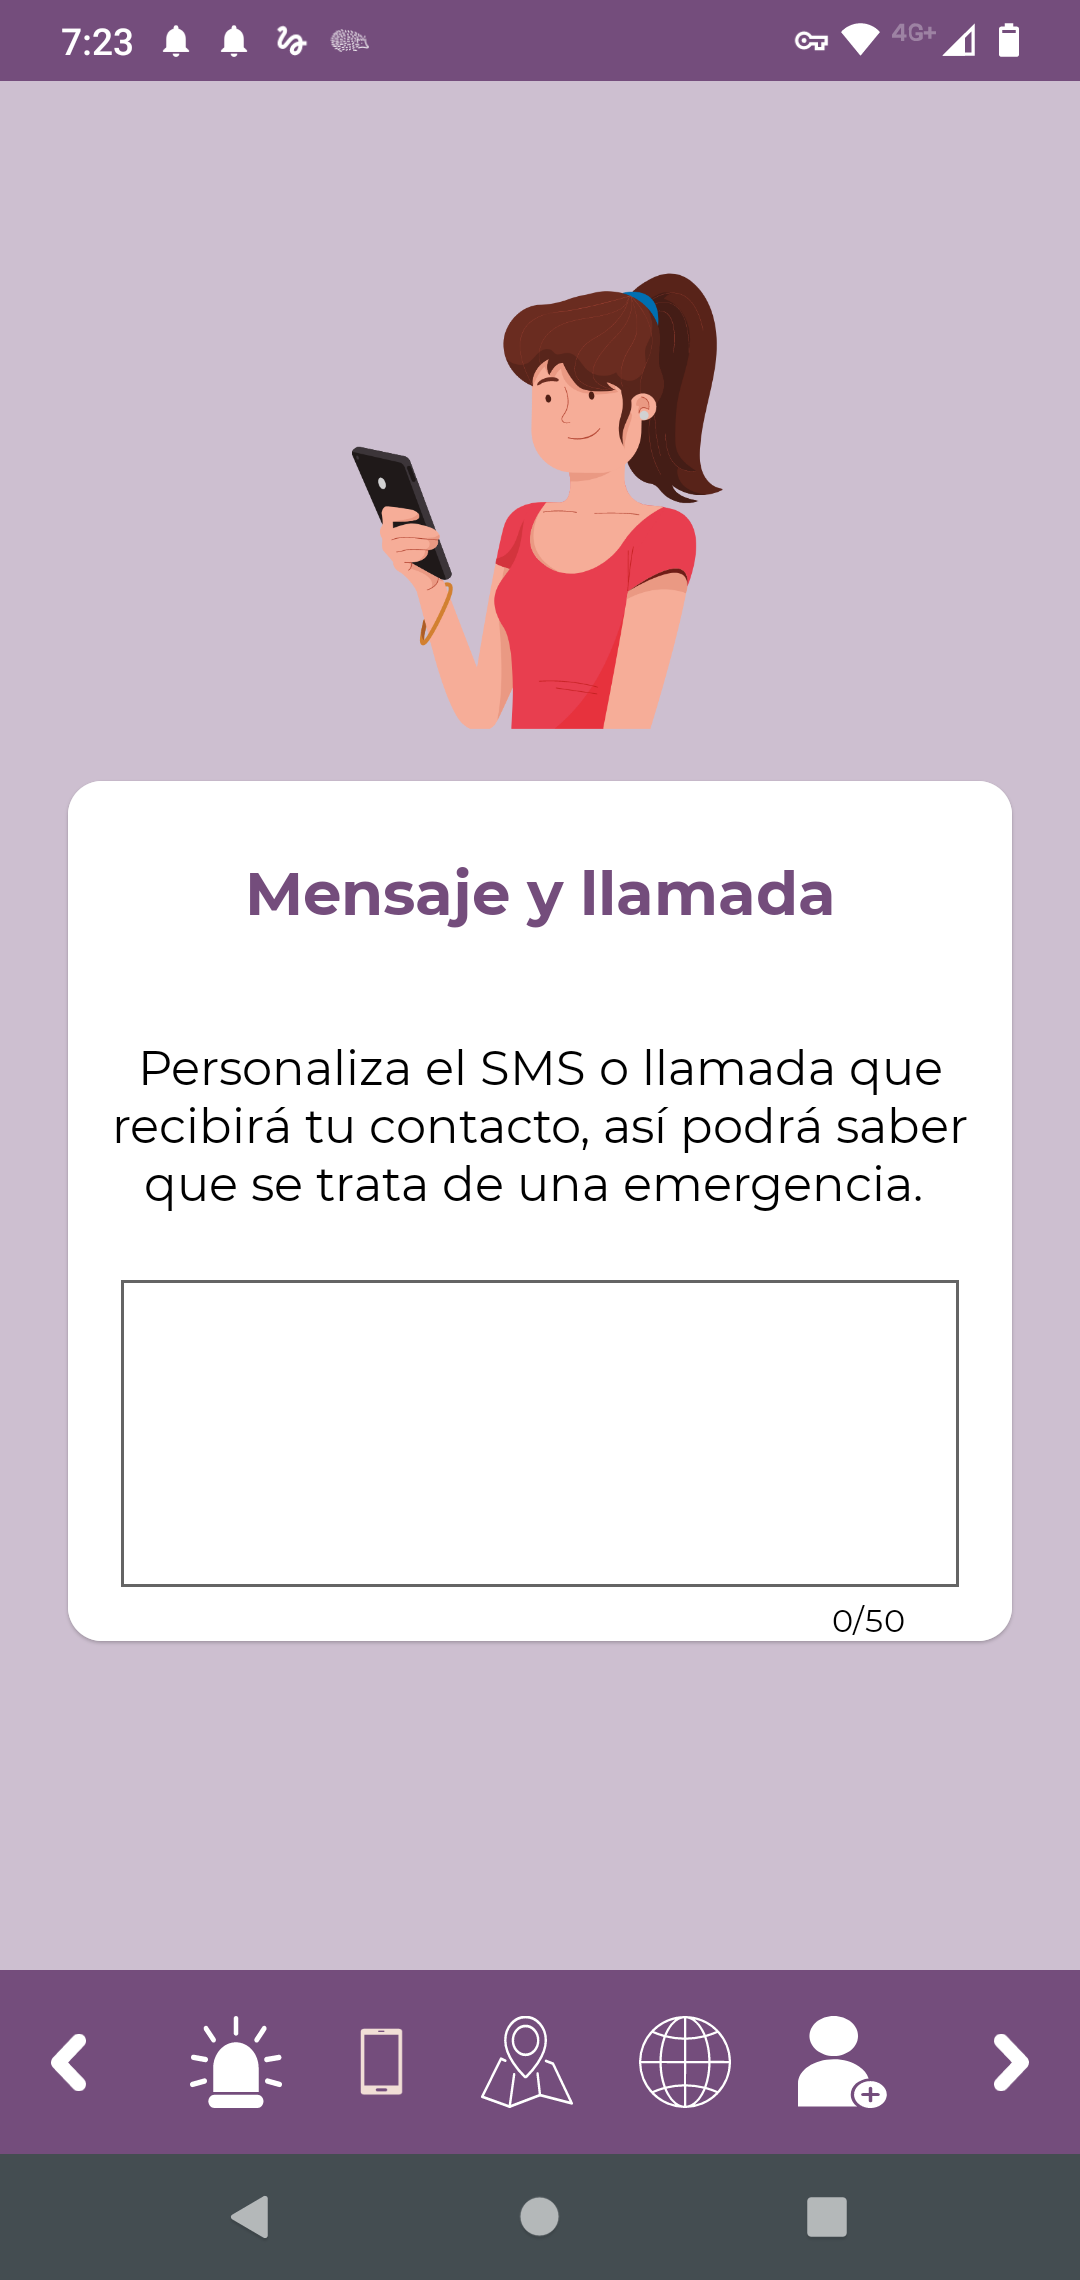 7:23
4G+
Mensaje y llamada
Personaliza el SMS o llamada que
recibirá tu contacto, así podrá saber
que se trata de una emergencia.
0/50